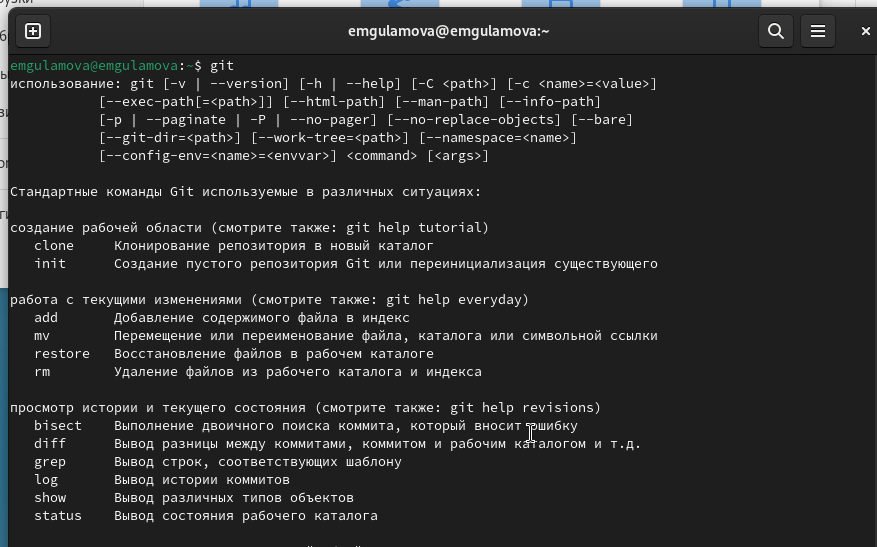 emgulamova@emgulamova:~
emgulamova@emgulamova:~$ git
использование: git [-v | --version] [-h | --help] [-C <path>] [-c <name>=<value>]
[--exec-path[=<path>]] [--html-path] [--man-path] [--info-path]
[-p | --paginate | -P | --no-pager] [--no-replace-objects] [--bare]
[--git-dir=<path>] [--work-tree=<path>] [--namespace=<name>]
[--config-env=<name>=<envvar>] <command> [<args>]
Стандартные команды Git используемые в различных ситуациях:
создание рабочей области (смотрите также: git help tutorial)
clone Клонирование репозитория в новый каталог
init Создание пустого репозитория Git или переинициализация существующего
работа с текущими изменениями (смотрите также: git help everyday)
add Добавление содержимого файла в индекс
mv Перемещение или переименование файла, каталога или символьной ссылки
restore Восстановление файлов в рабочем каталоге
rm Удаление файлов из рабочего каталога и индекса
просмотр истории и текущего состояния (смотрите также: git help revisions)
bisect Выполнение двоичного поиска коммита, который вносит ошибку
diff Вывод разницы между коммитами, коммитом и рабочим каталогом и т.д.
grep Вывод строк, соответствующих шаблону
log Вывод истории коммитов
show Вывод различных типов объектов
status Вывод состояния рабочего каталога